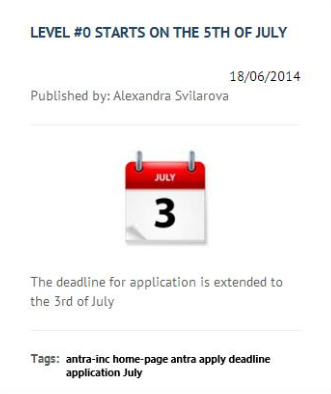 LEVEL #0 STARTS ON THE 5TH OF JULY
18/06/2014
Published by: Alexandra Svilarova
JULY
3
The deadline for application is extended to
the 3rd of July
Tags: antra-inc home-page antra apply deadline
application July